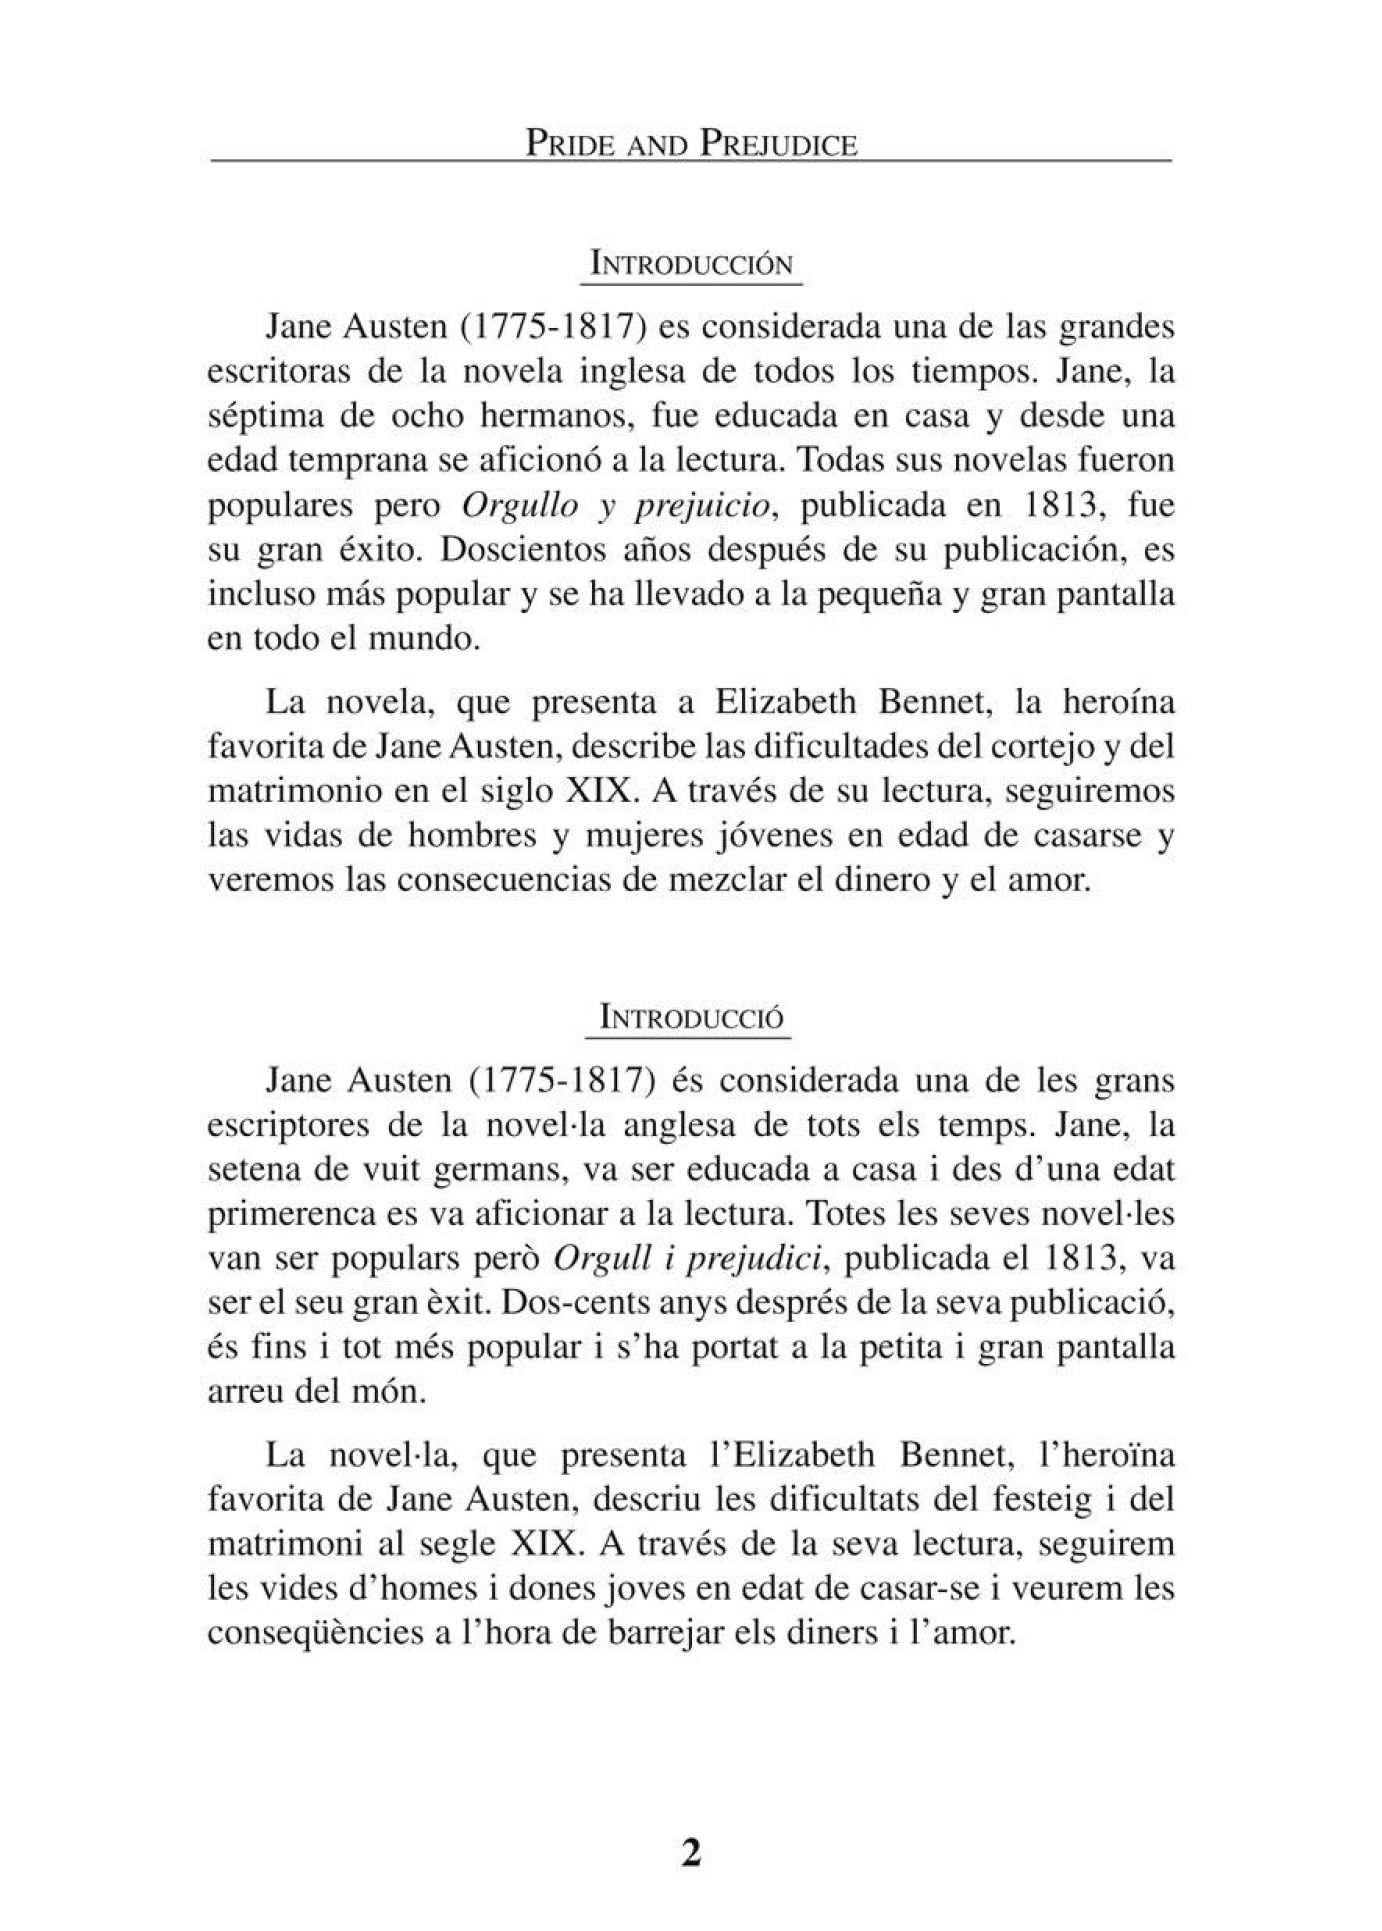 PRIDE AND PREJUDICE
INTRODUCCIÓN
Jane Austen (1775-1817) es considerada una de las grandes
escritoras de la novela inglesa de todos los tiempos. Jane, la
séptima de ocho hermanos, fue educada en casa y desde una
edad temprana se aficionó a la lectura. Todas sus novelas fueron
populares pero Orgullo y prejuicio, publicada en 1813, fue
su gran éxito. Doscientos años después de su publicación, es
incluso más popular y se ha llevado a la pequeña y gran pantalla
en todo el mundo.
La novela, que presenta a Elizabeth Bennet, la heroína
favorita de Jane Austen, describe las dificultades del cortejo y del
matrimonio en el siglo XIX. A través de su lectura, seguiremos
las vidas de hombres y mujeres jóvenes en edad de casarse y
veremos las consecuencias de mezclar el dinero y el amor.
INTRODUCCIÓ
Jane Austen (1775-1817) és considerada una de les grans
escriptores de la novel·la anglesa de tots els temps. Jane, la
setena de vuit germans, va ser educada a casa i des d’una edat
primerenca es va aficionar a la lectura. Totes les seves novel·les
van ser populars però Orgull i prejudici, publicada el 1813, va
ser el seu gran èxit. Dos-cents anys després de la seva publicació,
és fins i tot més popular i s’ha portat a la petita i gran pantalla
arreu del món.
La novel·la, que presenta l’Elizabeth Bennet, l’heroïna
favorita de Jane Austen, descriu les dificultats del festeig i del
matrimoni al segle XIX. A través de la seva lectura, seguirem
les vides d’homes i dones joves en edat de casar-se i veurem les
conseqüències a l’hora de barrejar els diners i l’amor.
2